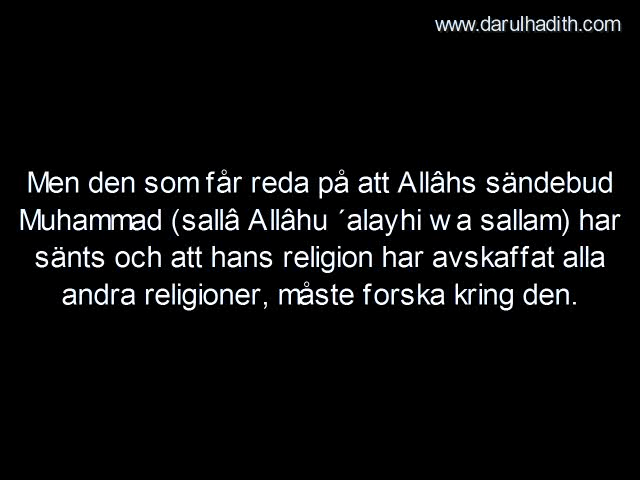 www.darulhadith.com
Men den som får reda på att Allâhs sändebud
Muhammad (sallâ Allâhu ´alayhi wa sallam) har
sänts och att hans religion har avskaffat alla
andra religioner, måste forska kring den.